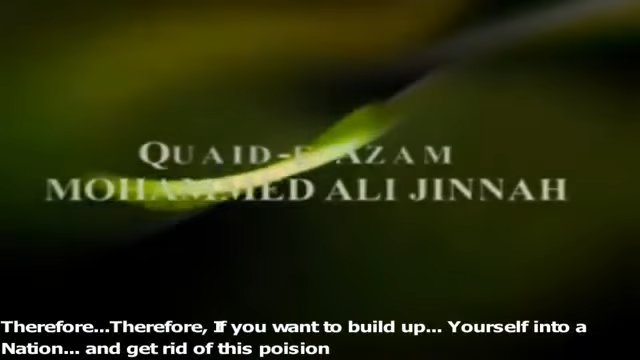 QUAID-E-AZAM
MOHAMMED ALI JINNAH
Therefore...Therefore, If you want to build up... Yourself into a
Nation... and get rid of this poision